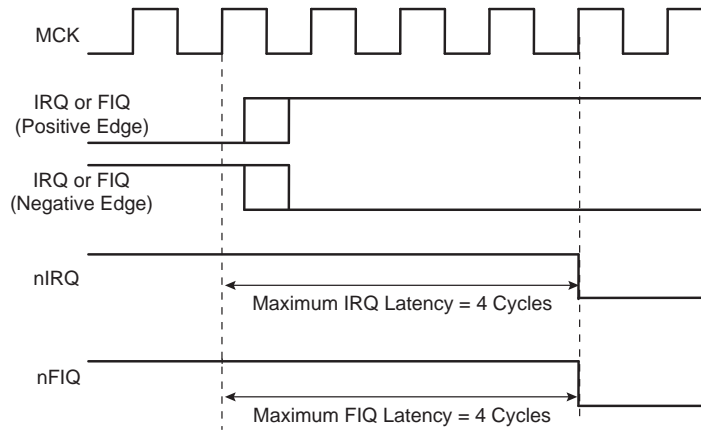 MCK
IRQ or FIQ
(Positive Edge)
IRQ or FIQ
(Negative Edge)
nIRQ
Maximum IRQ Latency = 4 Cycles
nFIQ
Maximum FIQ Latency = 4 Cycles